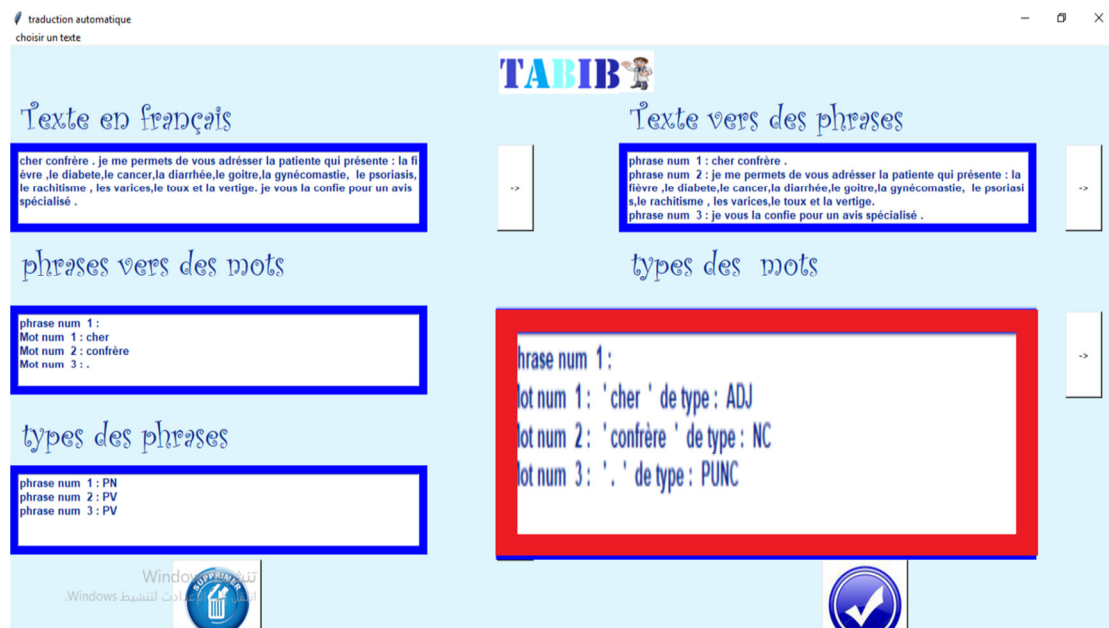 traduction automatique
choisir un texte
TABIB
Texte en français
Texte vers des phrases
cher confrère . je me permets de vous adrésser la patiente qui présente : la fi
èvre ,le diabete,le cancer,la diarrhée,le goitre,la gynécomastie, le psoriasis,
le rachitisme , les varices,le toux et la vertige. je vous la confie pour un avis
spécialisé .
->
phrase num 1 : cher confrère .
phrase num 2 : je me permets de vous adrésser la patiente qui présente : la
fièvre ,le diabete,le cancer,la diarrhée,le goitre,la gynécomastie, le psoriasi
s,le rachitisme , les varices,le toux et la vertige.
phrase num 3 : je vous la confie pour un avis spécialisé .
->
phrases vers des mots
types des mots
phrase num 1 :
Mot num 1 : cher
Mot num 2 : confrère
Mot num 3 : .
hrase num 1 :
lot num 1 : ' cher ' de type : ADJ
lot num 2 : ' confrère ' de type : NC
lot num 3 : ' . ' de type : PUNC
->
types des phrases
phrase num 1 : PN
phrase num 2 : PV
phrase num 3 : PV
SUPPRIMER